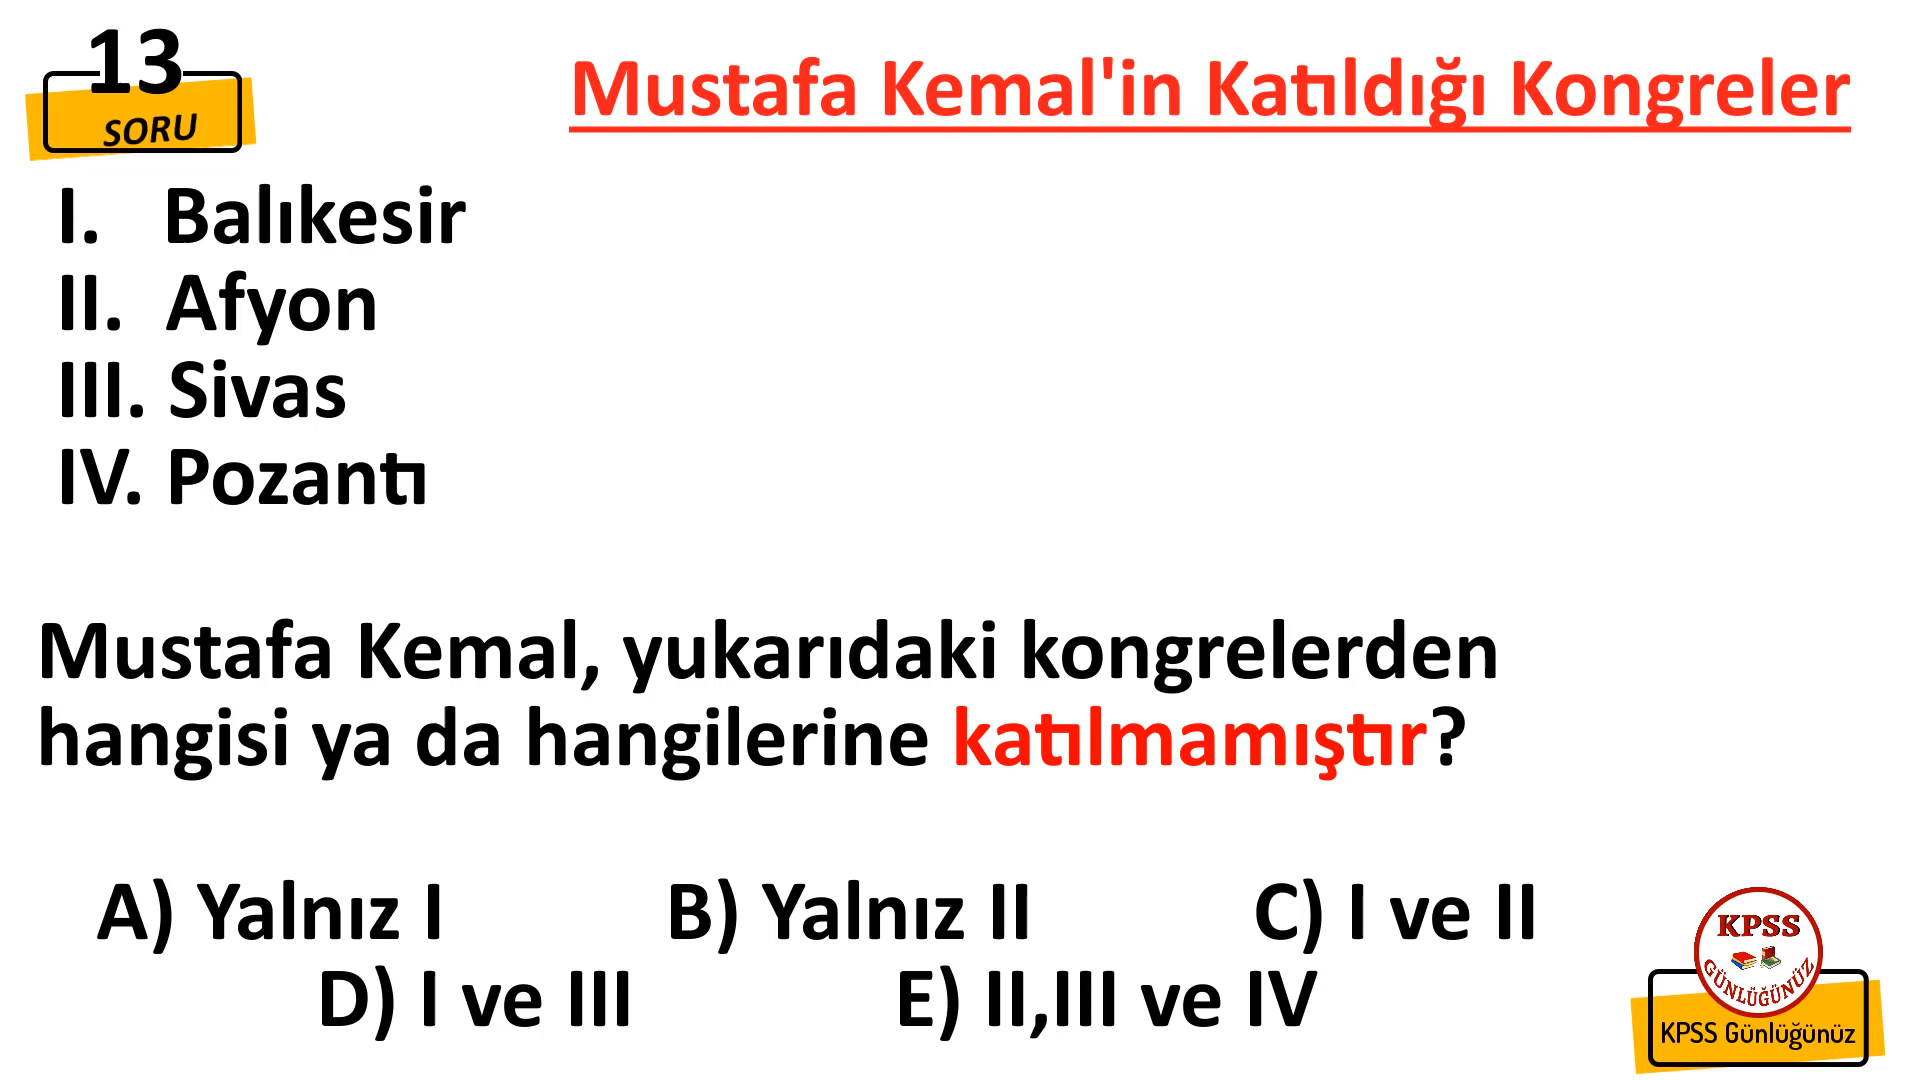 13
SORU
Mustafa Kemal'in Katıldığı Kongreler
I. Balıkesir
II. Afyon
III. Sivas
IV. Pozantı
Mustafa Kemal, yukarıdaki kongrelerden
hangisi ya da hangilerine katılmamıştır?
A) Yalnız I B) Yalnız II C) I ve II
D) I ve III E) II,III ve IV
KPSS
GÜNLÜĞÜNÜZ
KPSS Günlüğünüz